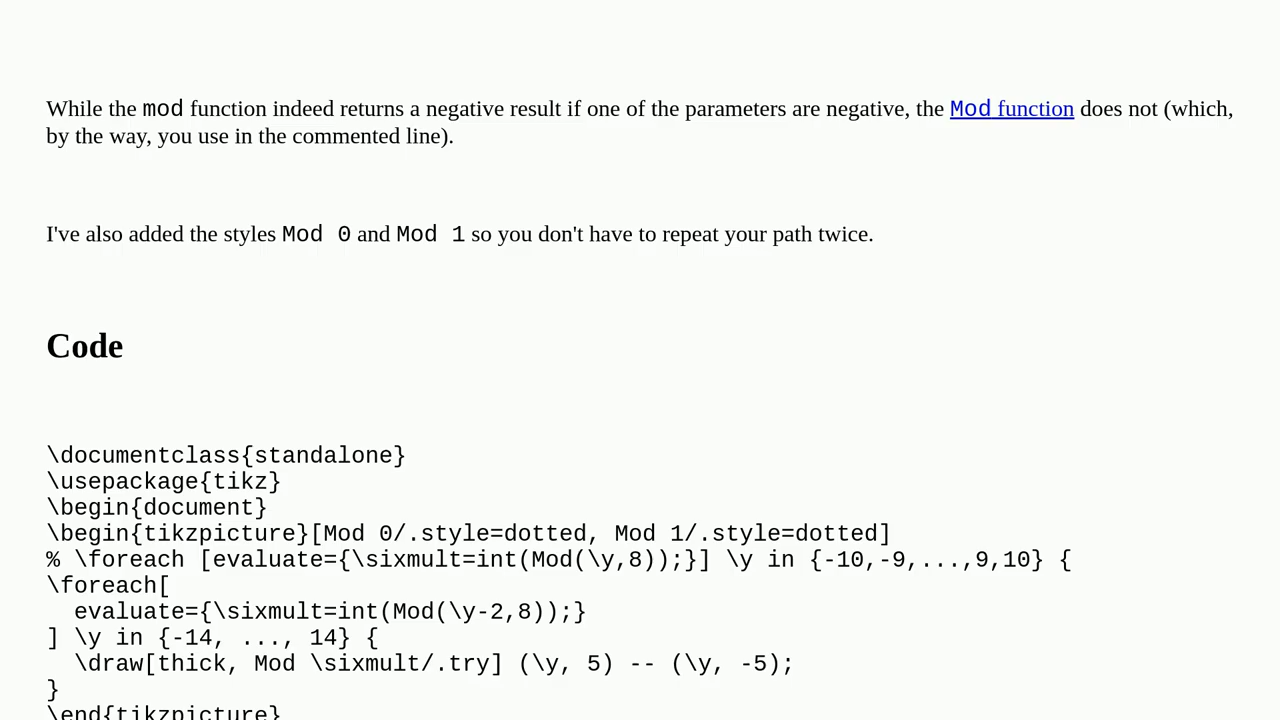 While the mod function indeed returns a negative result if one of the parameters are negative, the Mod function does not (which,
by the way, you use in the commented line).
I've also added the styles Mod 0 and Mod 1 so you don't have to repeat your path twice.
Code
\documentclass{standalone}
\usepackage{tikz}
\begin{document}
\begin{tikzpicture}[Mod 0/.style=dotted, Mod 1/.style=dotted]
% \foreach [evaluate={\sixmult=int(Mod(\y,8));}] \y in {-10,-9,...,9,10} {
\foreach[
  evaluate={\sixmult=int(Mod(\y-2,8));}
] \y in {-14, ..., 14} {
  \draw[thick, Mod \sixmult/.try] (\y, 5) -- (\y, -5);
}
\end{tikzpicture}